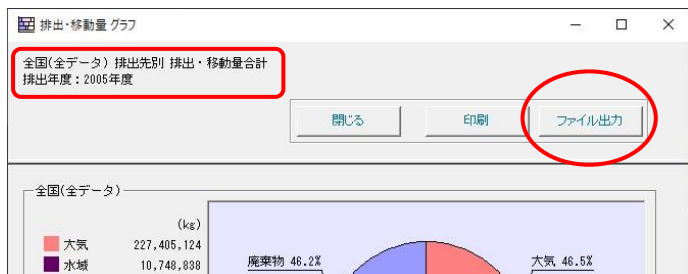 排出・移動量 グラフ
全国(全データ) 排出先別 排出・移動量合計
排出年度：2005年度
閉じる 印刷 ファイル出力
全国(全データ)
(kg)
大気 227,405,124
水域 10,748,838
廃棄物 46.2%
大気 46.5%